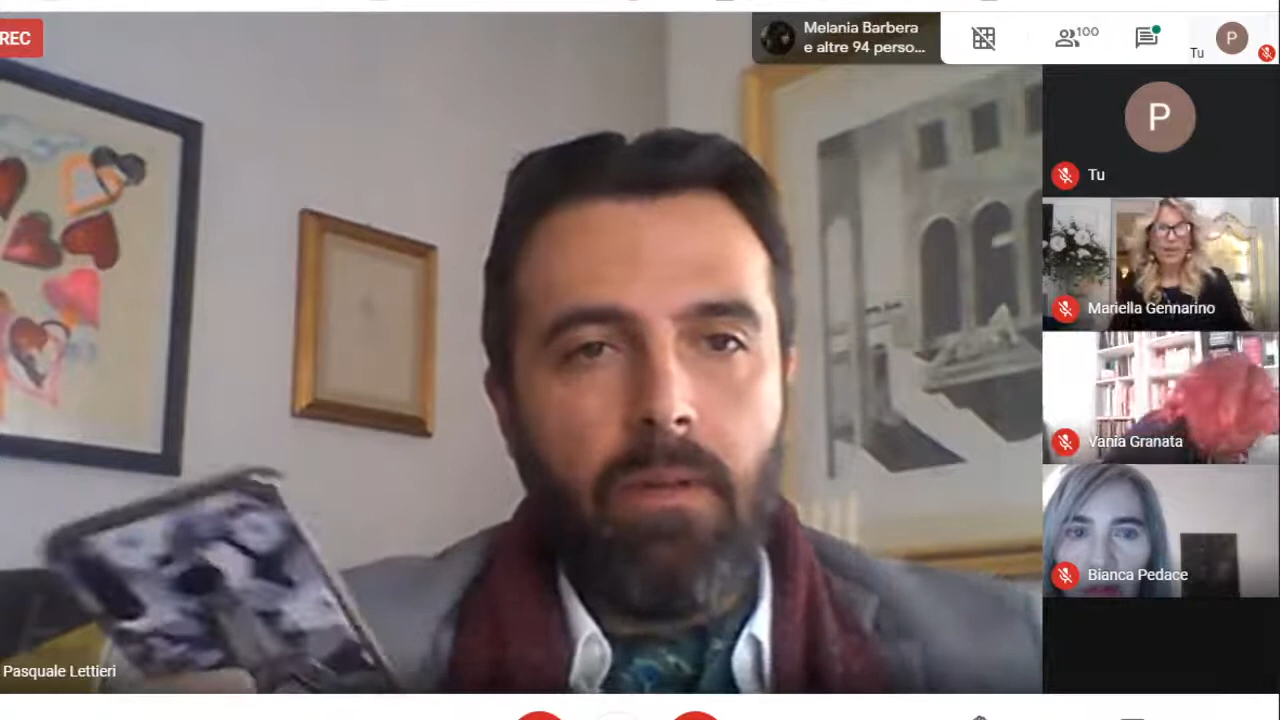 REC
Melania Barbera
e altre 94 perso...
100
Tu
P
P
Tu
Mariella Gennarino
Vania Granata
Bianca Pedace
Pasquale Lettieri